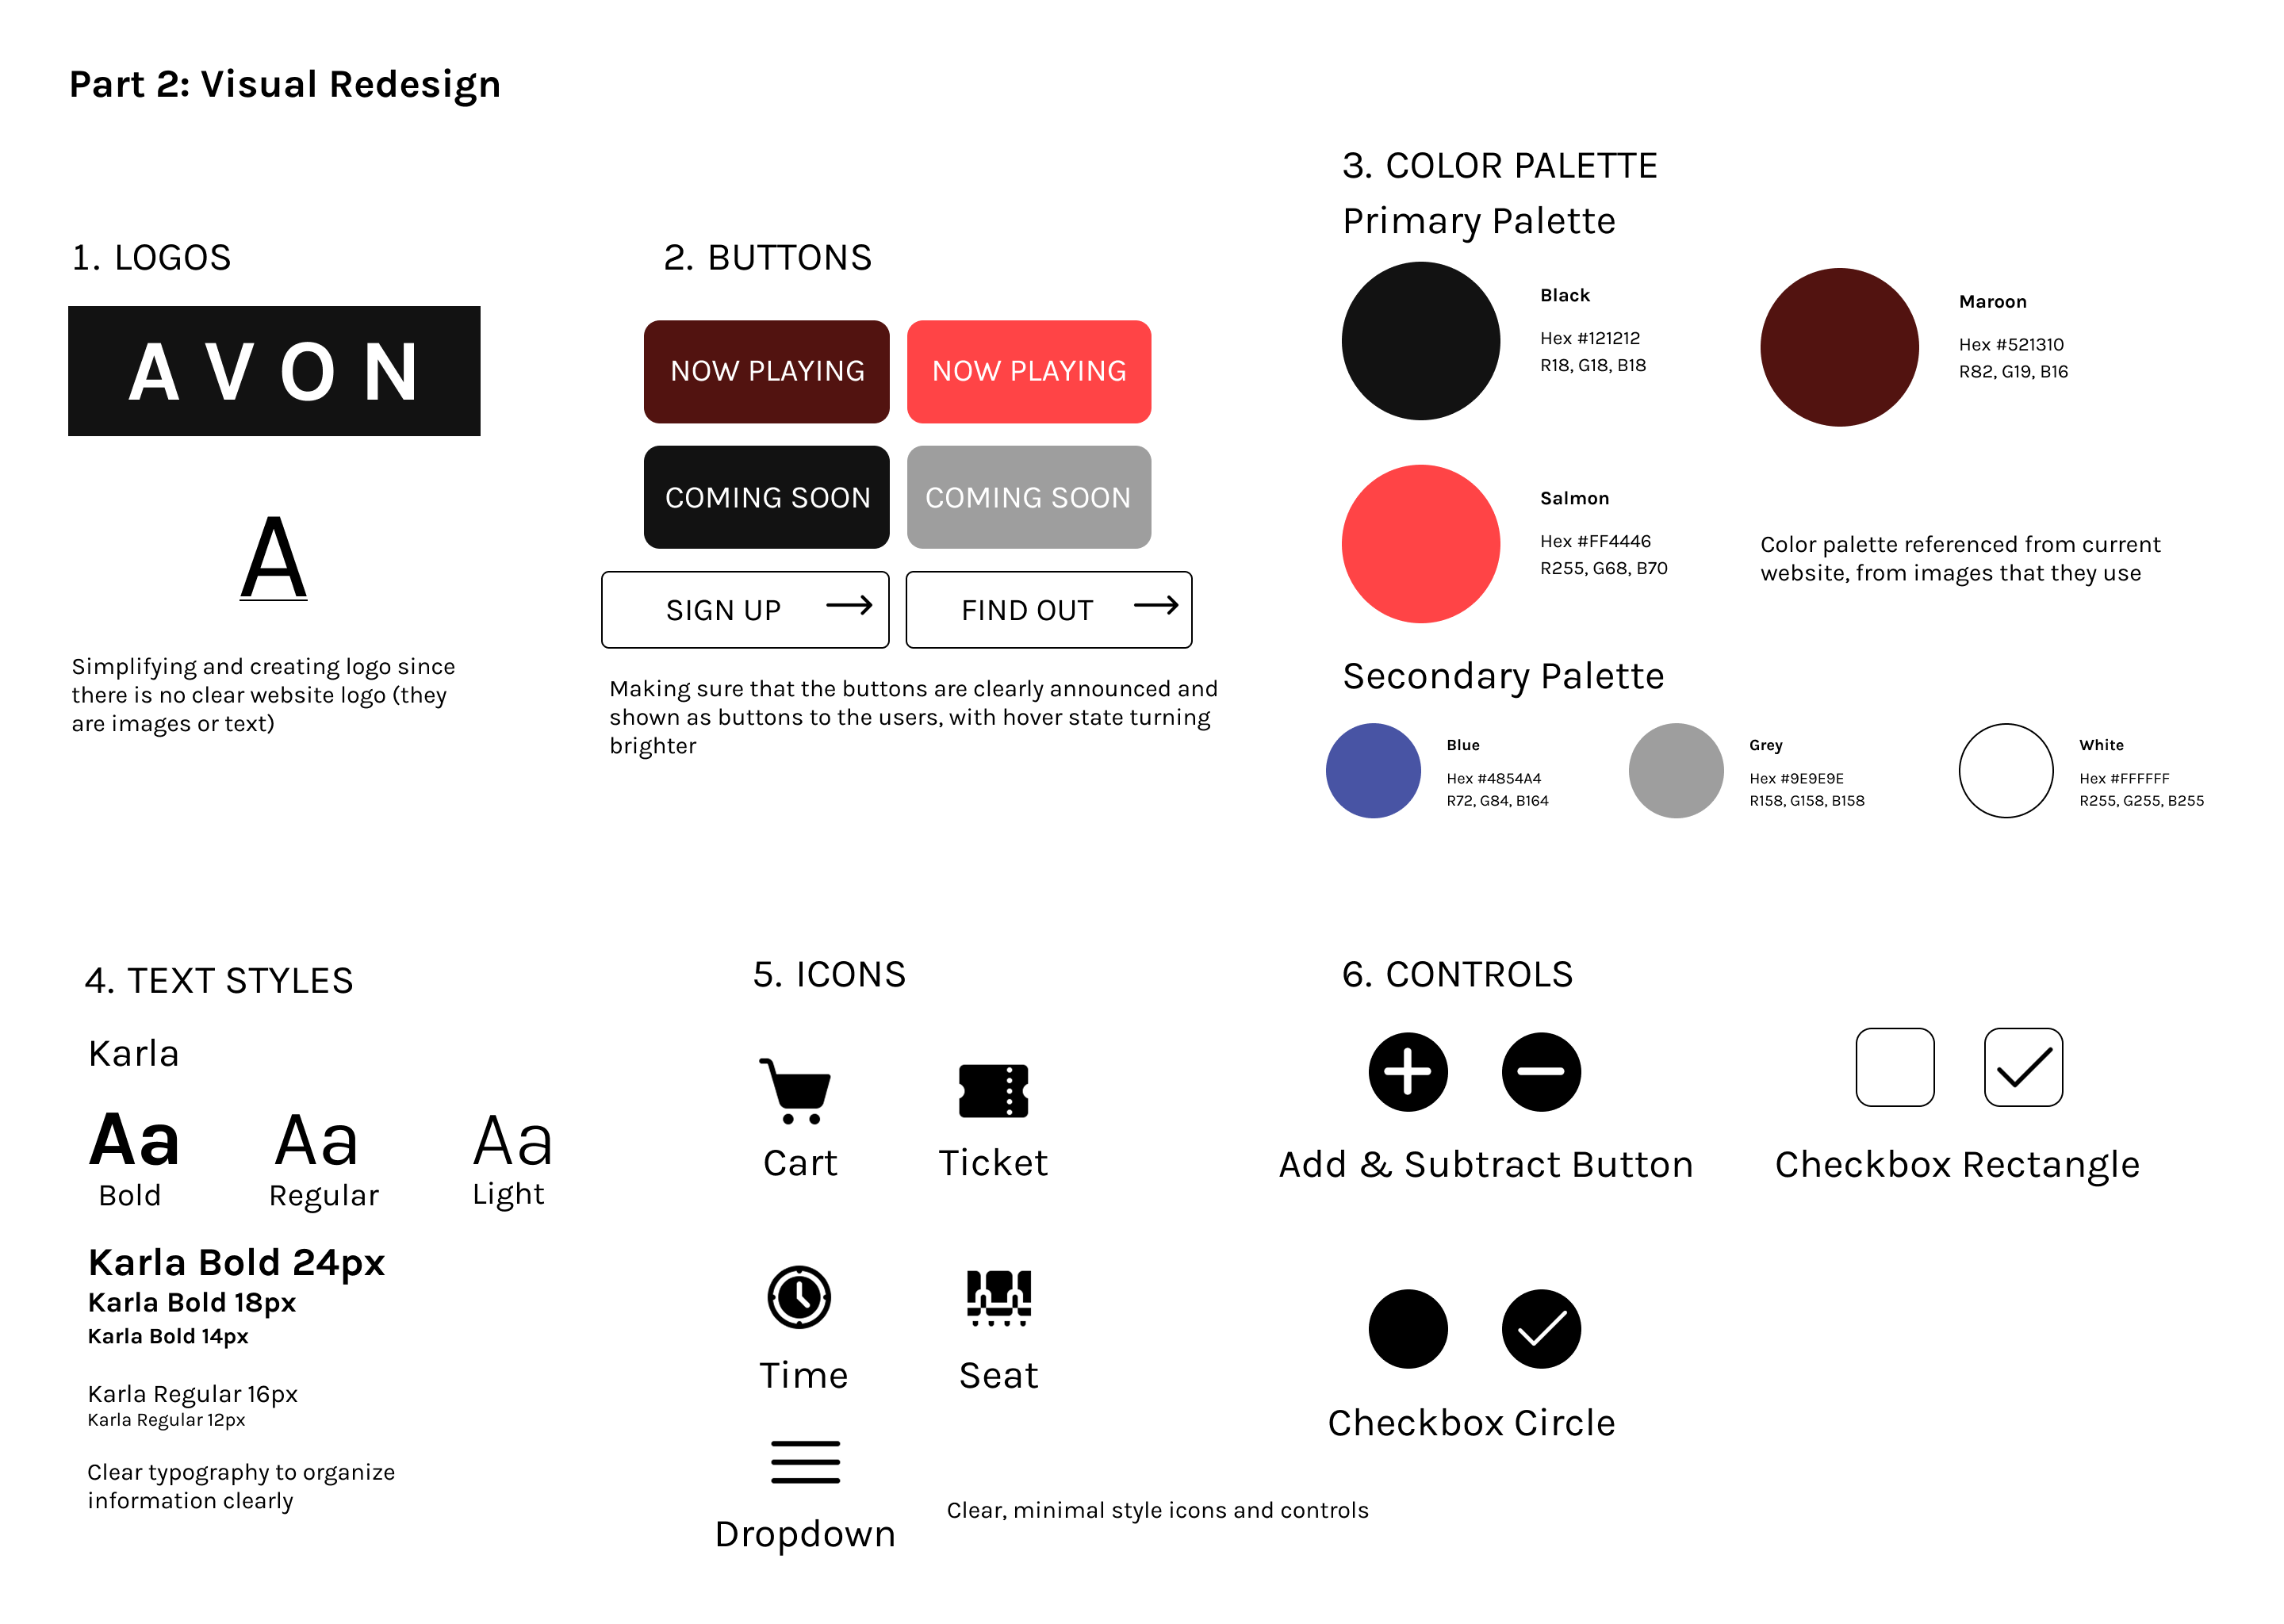 Part 2: Visual Redesign
1. LOGOS
AVON
A
Simplifying and creating logo since
there is no clear website logo (they
are images or text)
2. BUTTONS
NOW PLAYING
NOW PLAYING
COMING SOON
COMING SOON
SIGN UP
FIND OUT
Making sure that the buttons are clearly announced and
shown as buttons to the users, with hover state turning
brighter
3. COLOR PALETTE
Primary Palette
Black
Hex #121212
R18, G18, B18
Maroon
Hex #521310
R82, G19, B16
Salmon
Hex #FF4446
R255, G68, B70
Color palette referenced from current
website, from images that they use
Secondary Palette
Blue
Hex #4854A4
R72, G84, B164
Grey
Hex #9E9E9E
R158, G158, B158
White
Hex #FFFFFF
R255, G255, B255
4. TEXT STYLES
Karla
Aa
Bold
Aa
Regular
Aa
Light
Karla Bold 24px
Karla Bold 18px
Karla Bold 14px
Karla Regular 16px
Karla Regular 12px
Clear typography to organize
information clearly
5. ICONS
Cart
Ticket
Time
Seat
Dropdown
Clear, minimal style icons and controls
6. CONTROLS
Add & Subtract Button
Checkbox Rectangle
Checkbox Circle